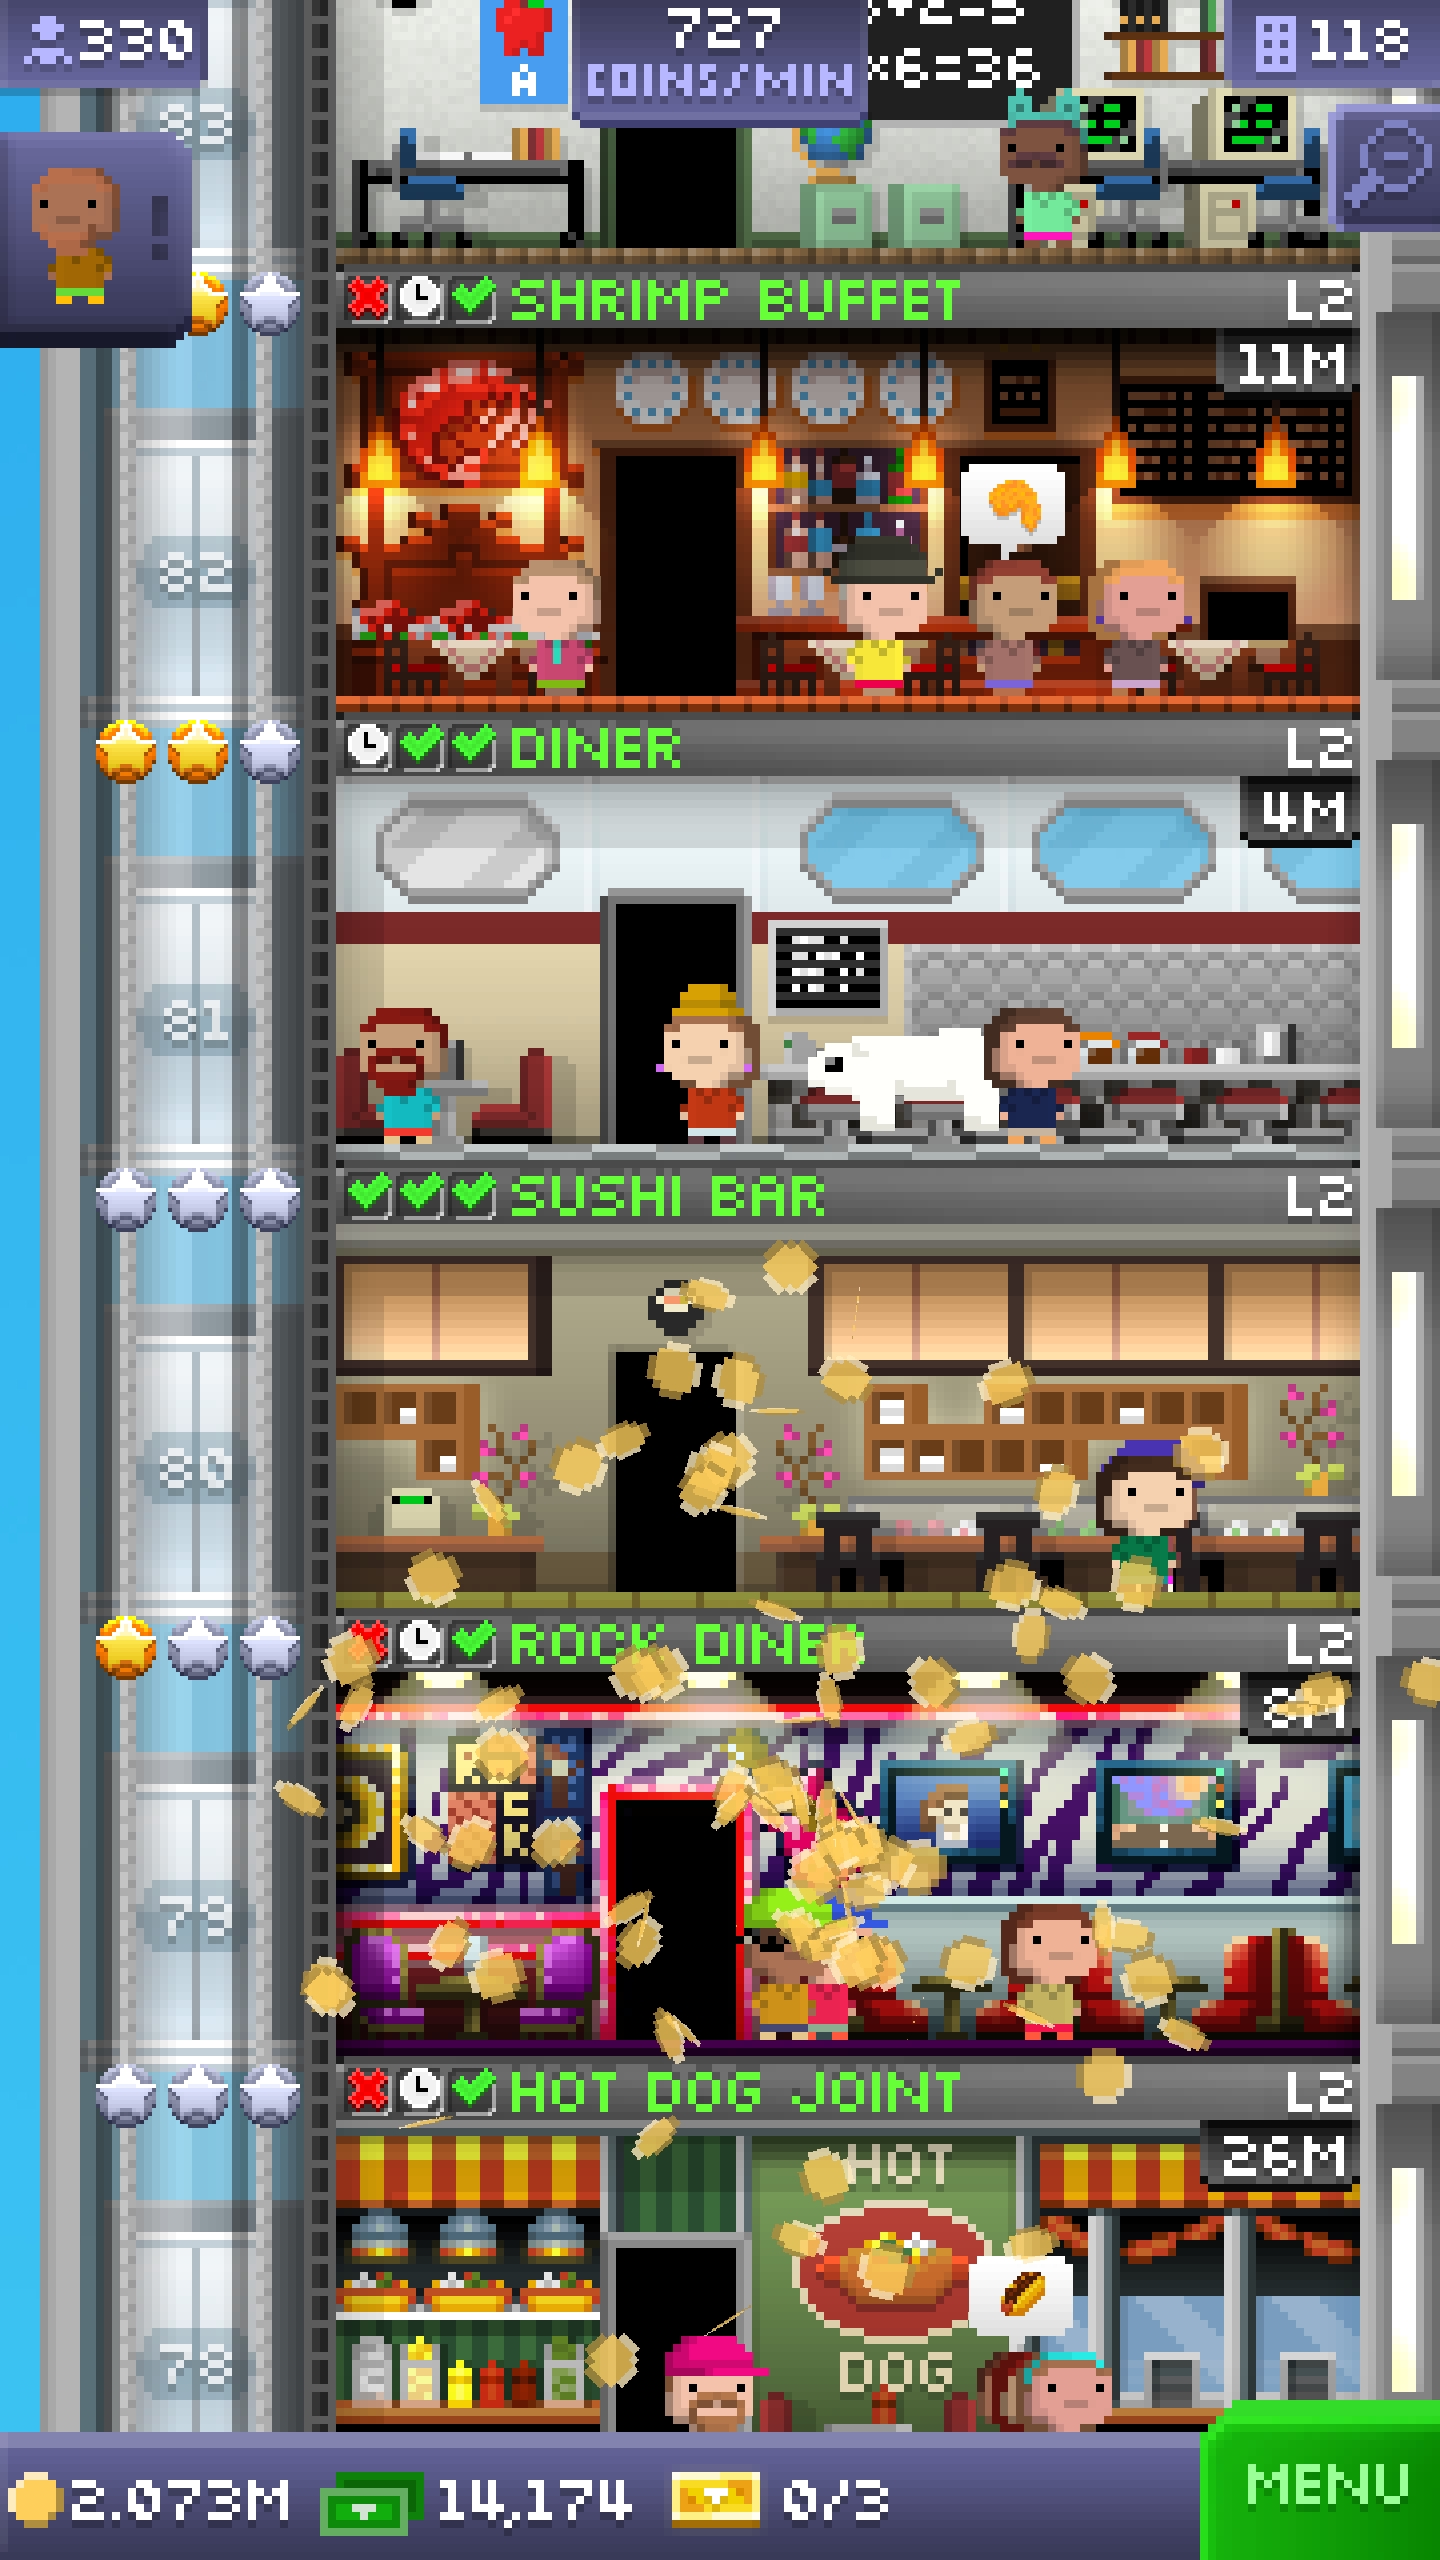 330
727
COINS/MIN
118
A
x6=36
83
SHRIMP BUFFET L2
11M
82
DINER L2
4M
81
SUSHI BAR L2
80
ROCK DINER L2
8M
79
HOT DOG JOINT L2
26M
HOT
DOG
78
2.073M 14,174 0/3
MENU